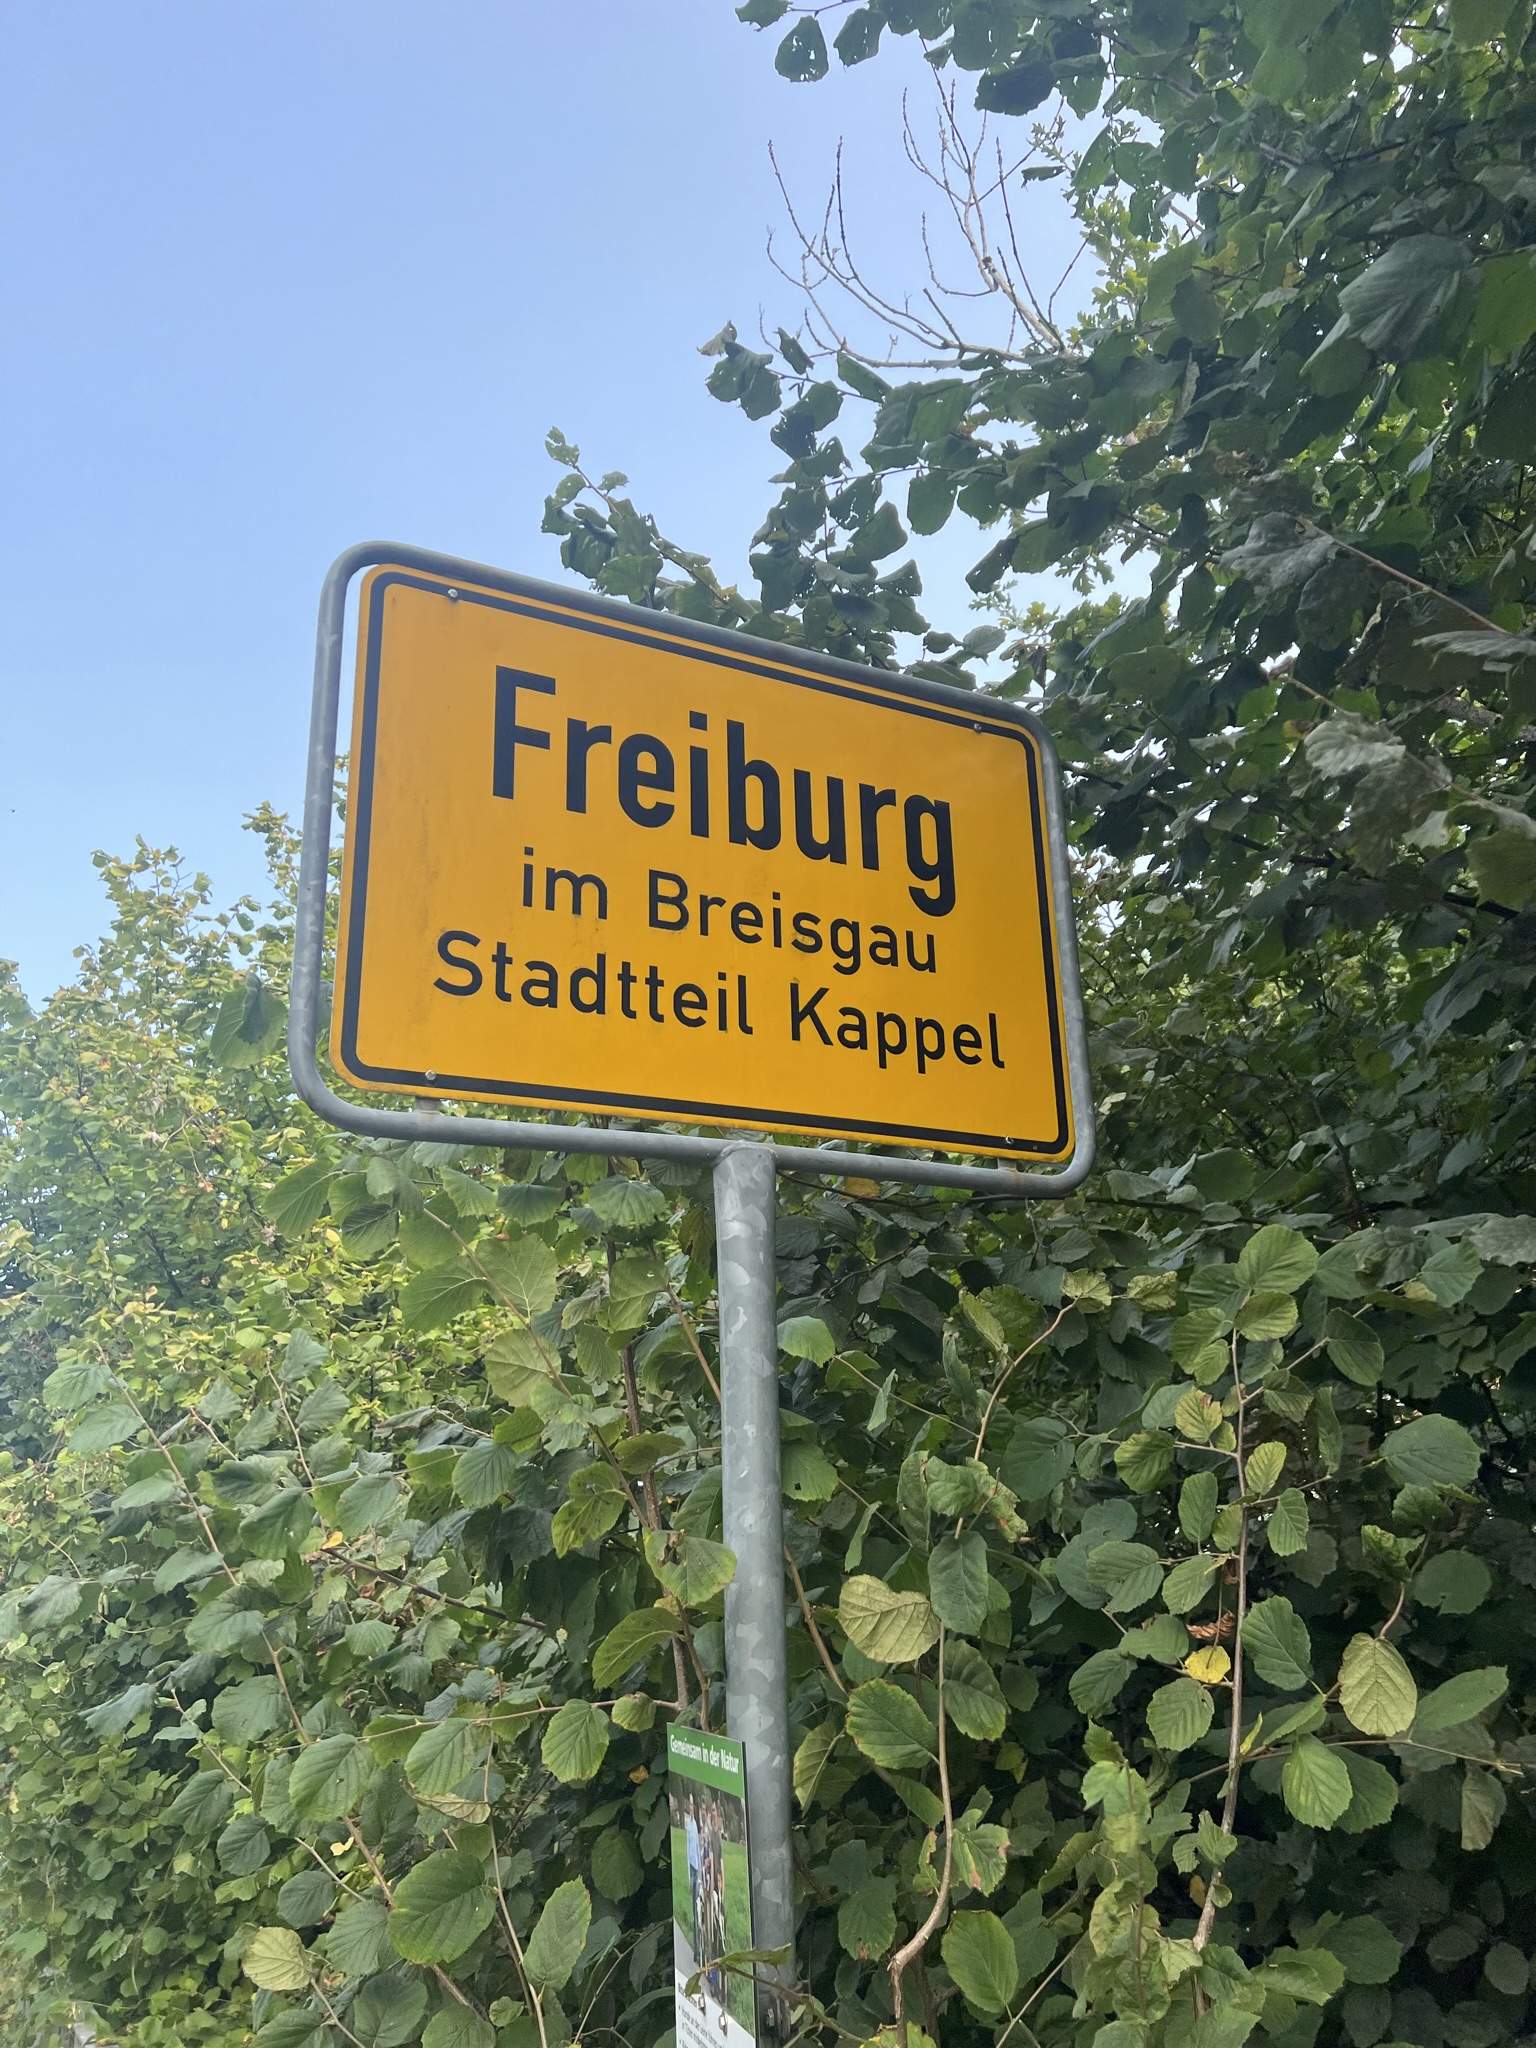 Freiburg
im Breisgau
Stadtteil Kappel
Gemeinsam in der Natur